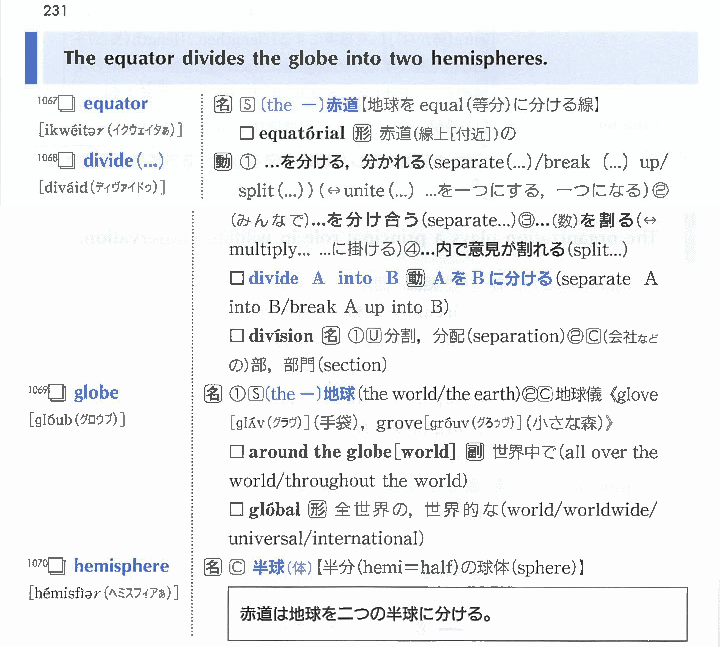 231
The equator divides the globe into two hemispheres.
1067□ equator
[ikwéitər(イクウェイタぁ)]
名 S (the ―)赤道【地球を equal(等分)に分ける線】
□ equatórial 形 赤道(線上[付近])の
1068□ divide(...)
[diváid(ディヴァイドゥ)]
動 ① ...を分ける，分かれる(separate(...)/break (...) up/
split(...))(↔unite(...) ...を一つにする，一つになる)②
(みんなで)...を分け合う(separate...)③...(数)を割る(↔
multiply... ...に掛ける)④...内で意見が割れる(split...)
□ divide A into B 動 A を B に分ける(separate A
into B/break A up into B)
□ divísion 名 ①U分割，分配(separation)②C(会社など
の)部，部門(section)
1069□ globe
[glóub(グロウブ)]
名 ①S(the ―)地球(the world/the earth)②C地球儀《glove
[glʌ́v(グラヴ)](手袋)，grove[gróuv(グろゥヴ)](小さな森)》
□ around the globe[world] 副 世界中で(all over the
world/throughout the world)
□ glóbal 形 全世界の，世界的な(world/worldwide/
universal/international)
1070□ hemisphere
[hémisfiər(ヘミスフィアぁ)]
名 C 半球(体)【半分(hemi＝half)の球体(sphere)】
赤道は地球を二つの半球に分ける。